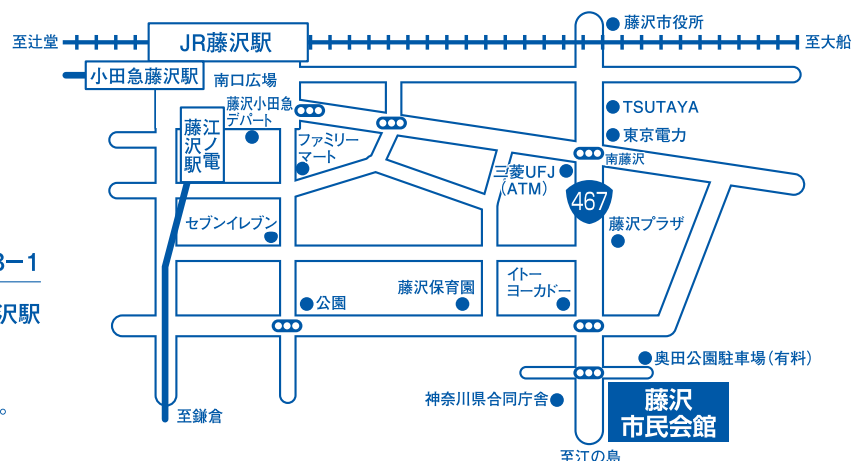 藤沢市役所
至辻堂
JR藤沢駅
至大船
小田急藤沢駅
南口広場
藤沢小田急
デパート
TSUTAYA
東京電力
江ノ電
藤沢駅
ファミリー
マート
南藤沢
三菱UFJ
(ATM)
467
セブンイレブン
藤沢プラザ
3-1
イトー
ヨーカドー
藤沢保育園
公園
沢駅
奥田公園駐車場(有料)
神奈川県合同庁舎
藤沢
市民会館
至鎌倉
。
至江の島